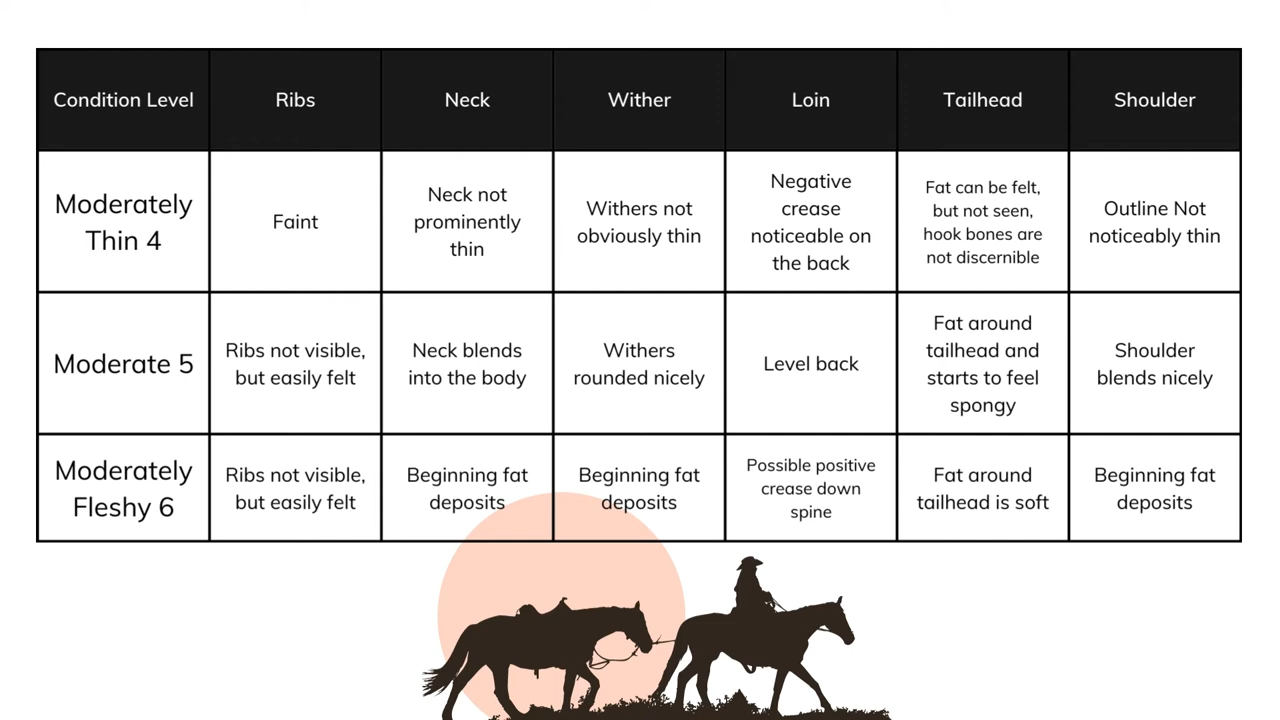 Condition Level
Ribs
Neck
Wither
Loin
Tailhead
Shoulder
Moderately
Thin 4
Faint
Neck not
prominently
thin
Withers not
obviously thin
Negative
crease
noticeable on
the back
Fat can be felt,
but not seen,
hook bones are
not discernible
Outline Not
noticeably thin
Moderate 5
Ribs not visible,
but easily felt
Neck blends
into the body
Withers
rounded nicely
Level back
Fat around
tailhead and
starts to feel
spongy
Shoulder
blends nicely
Moderately
Fleshy 6
Ribs not visible,
but easily felt
Beginning fat
deposits
Beginning fat
deposits
Possible positive
crease down
spine
Fat around
tailhead is soft
Beginning fat
deposits